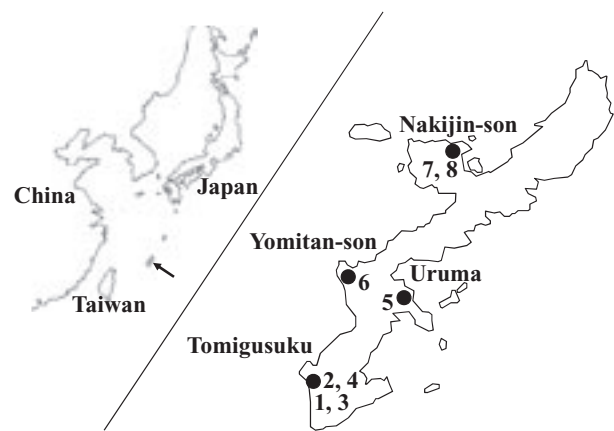 China
Japan
Taiwan
Nakijin-son
7, 8
Yomitan-son
6
Uruma
5
Tomigusuku
2, 4
1, 3